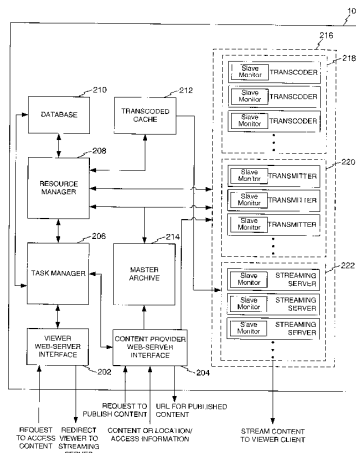 10
216
218
Slave Monitor TRANSCODER
Slave Monitor TRANSCODER
Slave Monitor TRANSCODER
210
DATABASE
212
TRANSCODED CACHE
208
RESOURCE MANAGER
220
Slave Monitor TRANSMITTER
Slave Monitor TRANSMITTER
Slave Monitor TRANSMITTER
206
TASK MANAGER
214
MASTER ARCHIVE
222
Slave Monitor STREAMING SERVER
Slave Monitor STREAMING SERVER
Slave Monitor STREAMING SERVER
VIEWER WEB-SERVER INTERFACE
202
CONTENT PROVIDER WEB-SERVER INTERFACE
204
REQUEST TO ACCESS CONTENT
REDIRECT VIEWER TO STREAMING SERVER
REQUEST TO PUBLISH CONTENT
URL FOR PUBLISHED CONTENT
CONTENT OR LOCATION/ ACCESS INFORMATION
STREAM CONTENT TO VIEWER CLIENT